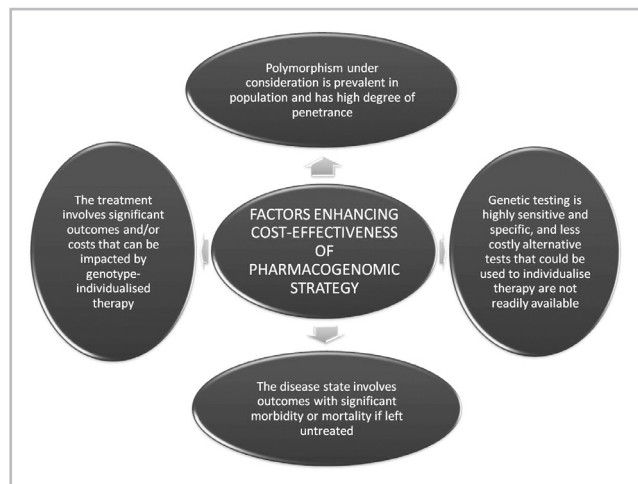 Polymorphism under
consideration is prevalent in
population and has high degree of
penetrance
The treatment
involves significant
outcomes and/or
costs that can be
impacted by
genotype-
individualised
therapy
FACTORS ENHANCING
COST-EFFECTIVENESS
OF
PHARMACOGENOMIC
STRATEGY
Genetic testing is
highly sensitive and
specific, and less
costly alternative
tests that could be
used to individualise
therapy are not
readily available
The disease state involves
outcomes with significant
morbidity or mortality if left
untreated